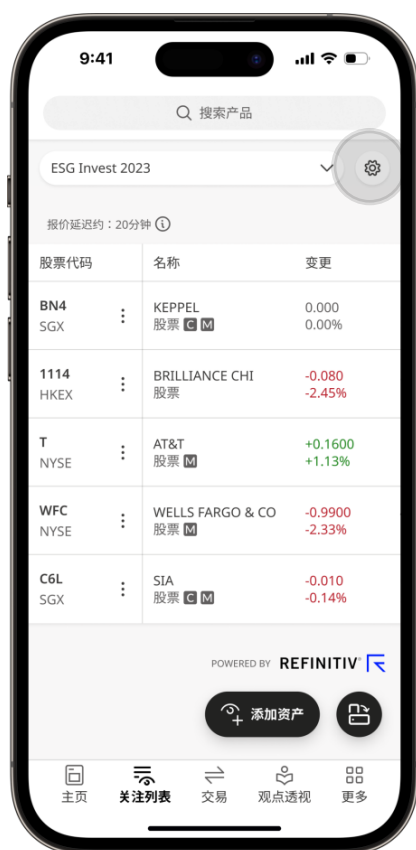 9:41
搜索产品
ESG Invest 2023
报价延迟约：20分钟
股票代码 名称 变更
BN4 KEPPEL 0.000
SGX 股票 C M 0.00%
1114 BRILLIANCE CHI -0.080
HKEX 股票 -2.45%
T AT&T +0.1600
NYSE 股票 M +1.13%
WFC WELLS FARGO & CO -0.9900
NYSE 股票 M -2.33%
C6L SIA -0.010
SGX 股票 C M -0.14%
POWERED BY REFINITIV
添加资产
主页 关注列表 交易 观点透视 更多